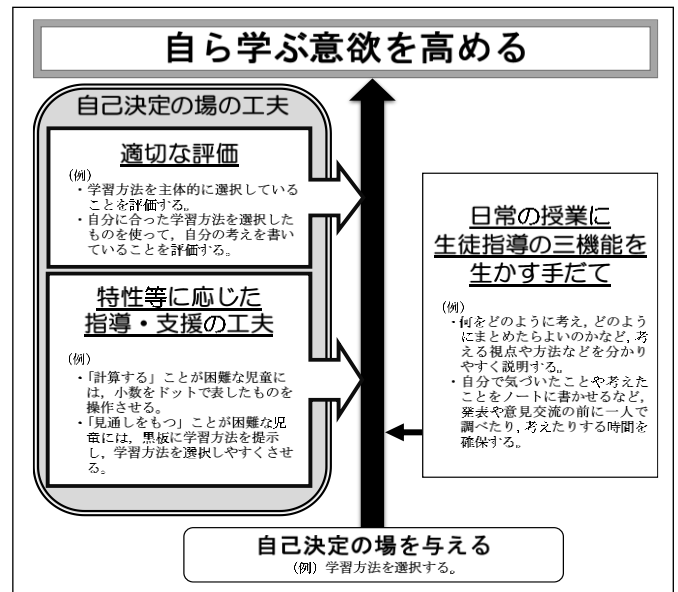 自ら学ぶ意欲を高める
自己決定の場の工夫
適切な評価
(例)
・学習方法を主体的に選択している
ことを評価する。
・自分に合った学習方法を選択した
ものを使って，自分の考えを書い
ていることを評価する。
特性等に応じた
指導・支援の工夫
(例)
・「計算する」ことが困難な児童に
は，小数をドットで表したものを
操作させる。
・「見通しをもつ」ことが困難な児
童には，黒板に学習方法を提示
し，学習方法を選択しやすくさせ
る。
日常の授業に
生徒指導の三機能を
生かす手だて
(例)
・何をどのように考え，どのよう
にまとめたらよいのかなど，考
える視点や方法などを分かり
やすく説明する。
・自分で気づいたことや考えた
ことをノートに書かせるなど，
発表や意見交流の前に一人で
調べたり，考えたりする時間を
確保する。
自己決定の場を与える
(例) 学習方法を選択する。